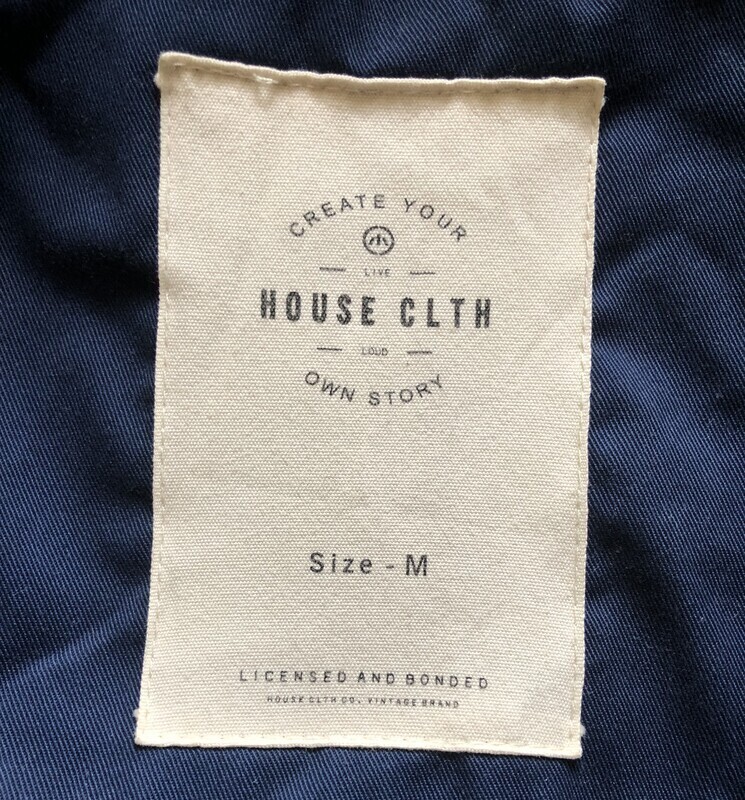 CREATE YOUR
LIVE
HOUSE CLTH
LOUD
OWN STORY
Size - M
LICENSED AND BONDED
HOUSE CLTH CO. VINTAGE BRAND